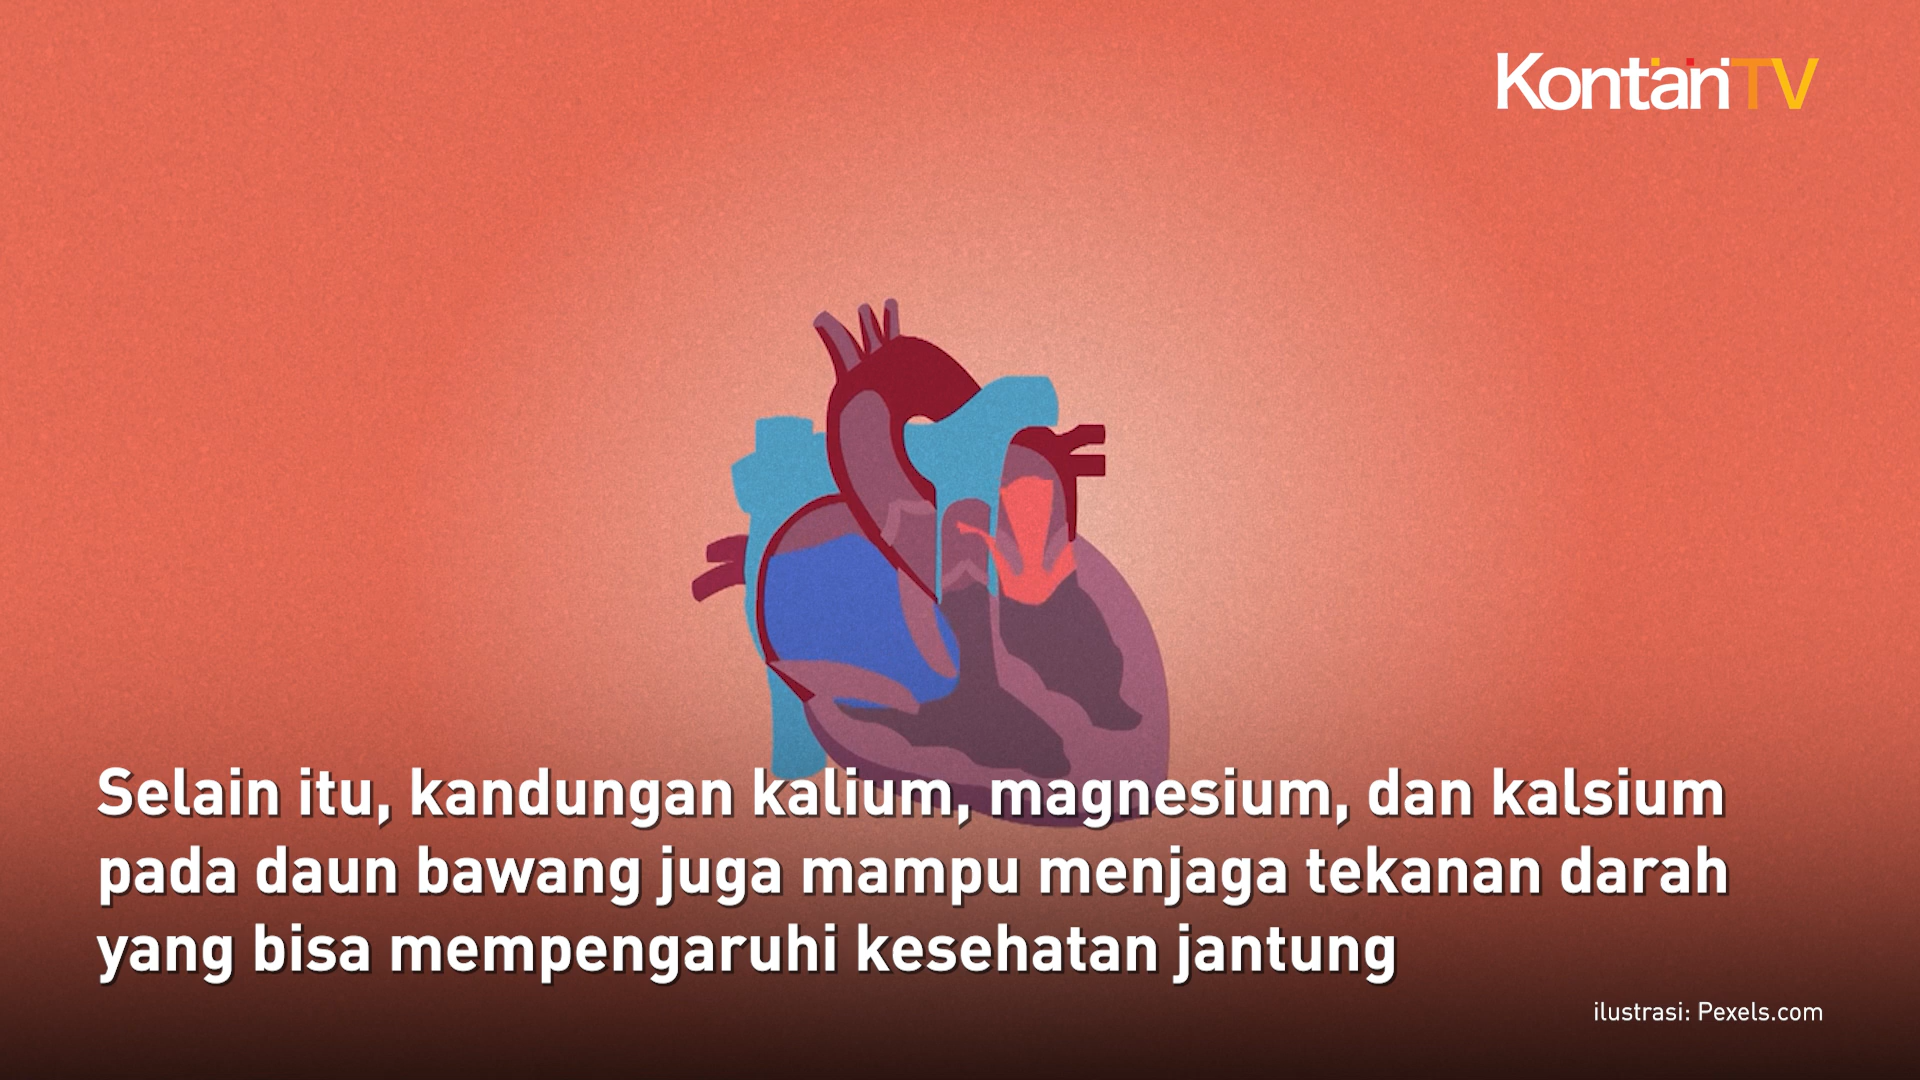 KontanTV
Selain itu, kandungan kalium, magnesium, dan kalsium
pada daun bawang juga mampu menjaga tekanan darah
yang bisa mempengaruhi kesehatan jantung
ilustrasi: Pexels.com